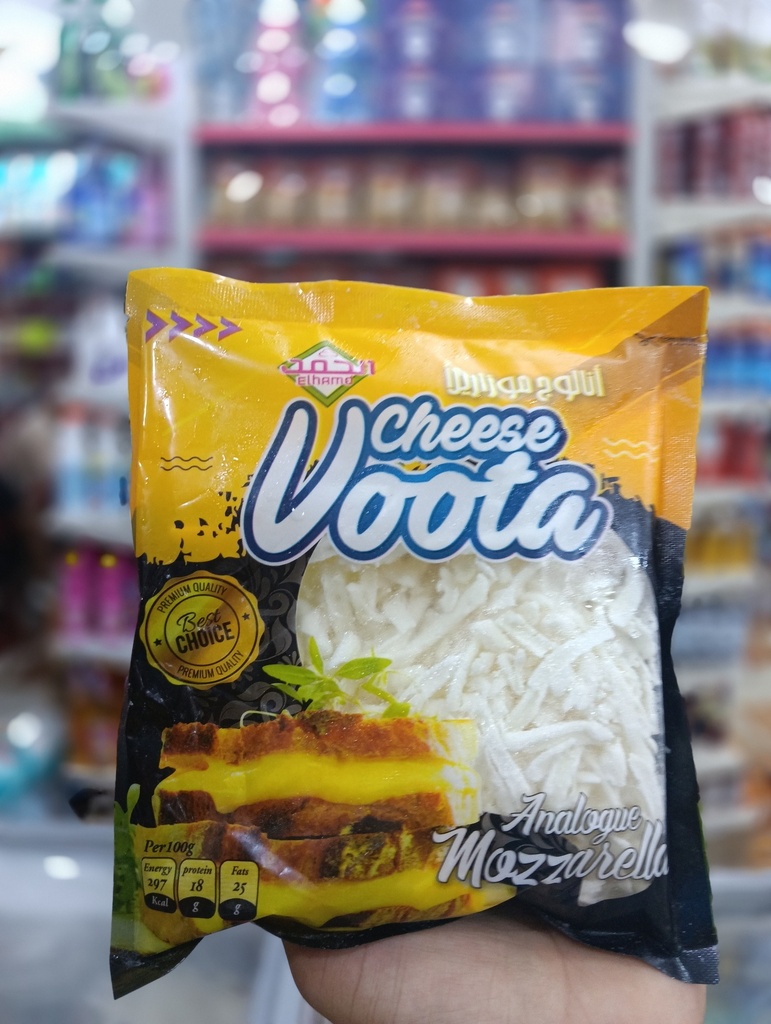 الحمد
elhamd
أنالوج موزاريلا
Cheese
Voota
PREMIUM QUALITY
Best
CHOICE
PREMIUM QUALITY
Analogue
Mozzarella
Per100g
Energy
297
Kcal
protein
18
g
Fats
25
g